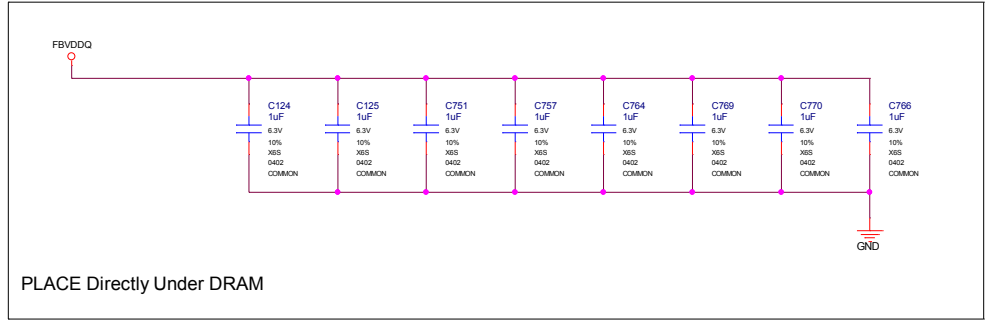 FBVDDQ
C124
1uF
6.3V
10%
X6S
0402
COMMON
C125
1uF
6.3V
10%
X6S
0402
COMMON
C751
1uF
6.3V
10%
X6S
0402
COMMON
C757
1uF
6.3V
10%
X6S
0402
COMMON
C764
1uF
6.3V
10%
X6S
0402
COMMON
C769
1uF
6.3V
10%
X6S
0402
COMMON
C770
1uF
6.3V
10%
X6S
0402
COMMON
C766
1uF
6.3V
10%
X6S
0402
COMMON
GND
PLACE Directly Under DRAM